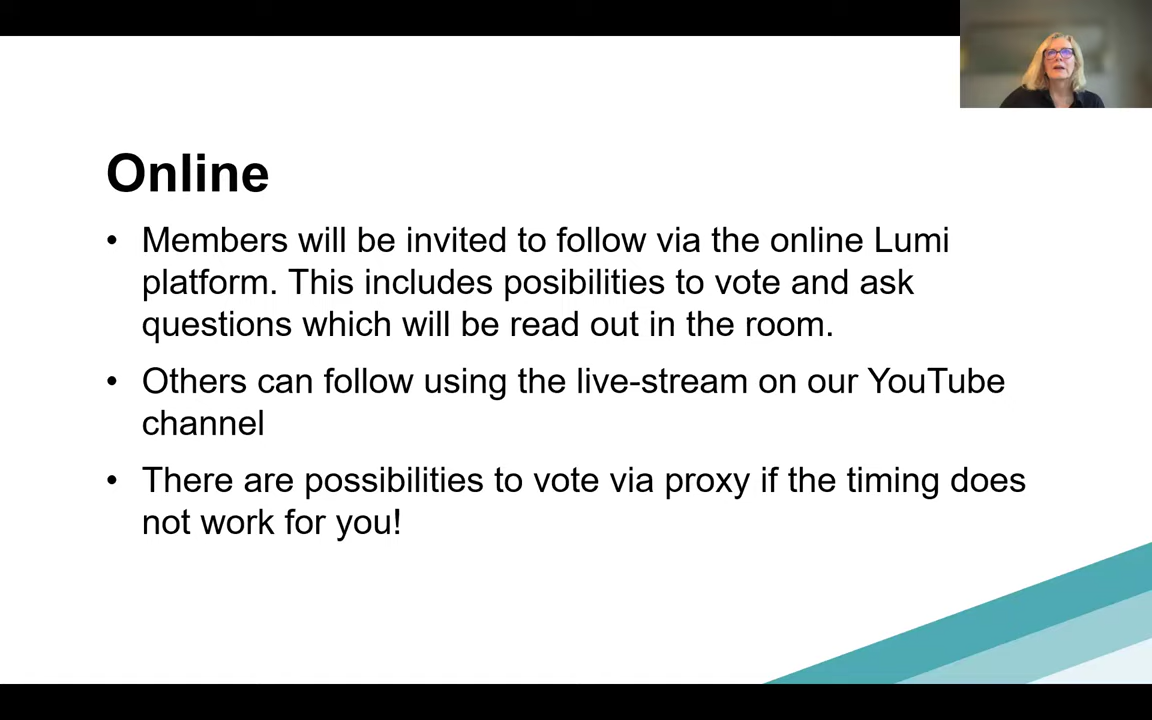 Online
• Members will be invited to follow via the online Lumi
platform. This includes posibilities to vote and ask
questions which will be read out in the room.
• Others can follow using the live-stream on our YouTube
channel
• There are possibilities to vote via proxy if the timing does
not work for you!